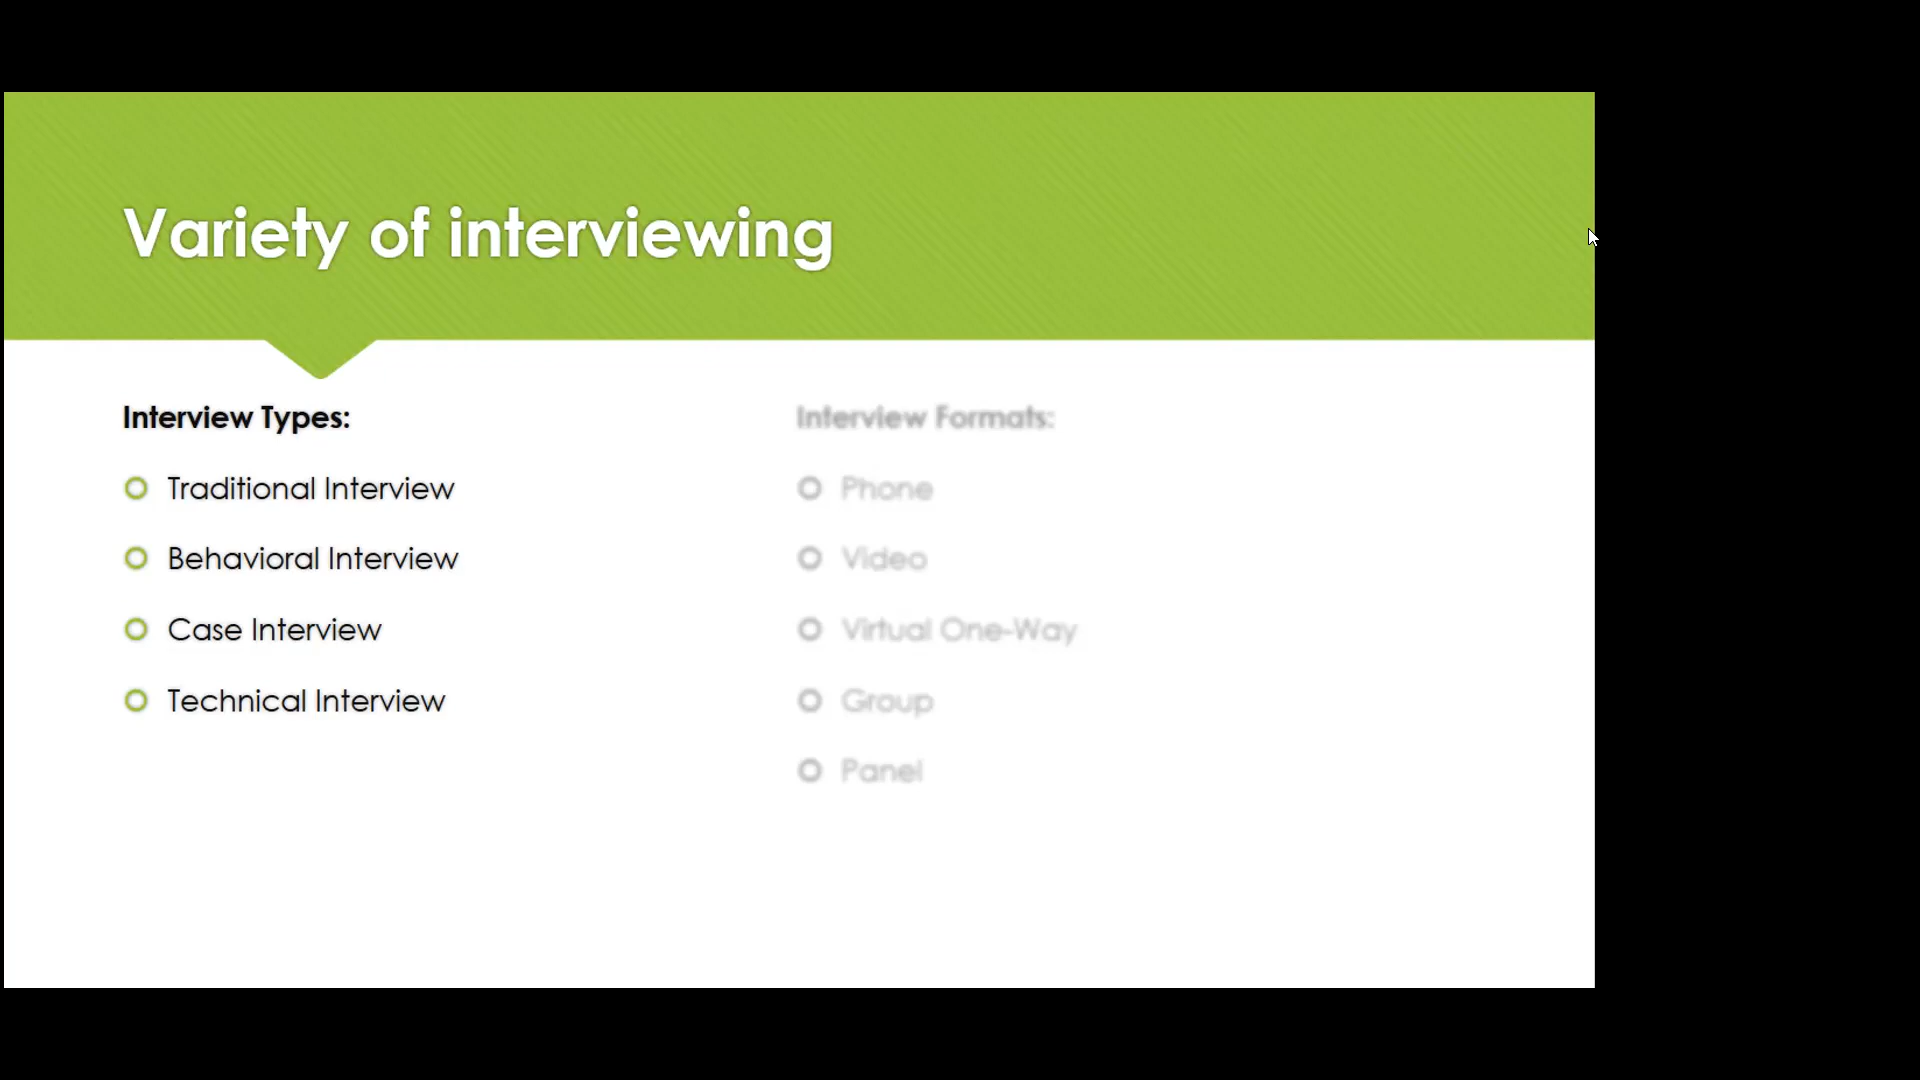 Variety of interviewing
Interview Types:
Traditional Interview
Behavioral Interview
Case Interview
Technical Interview
Interview Formats:
Phone
Video
Virtual One-Way
Group
Panel